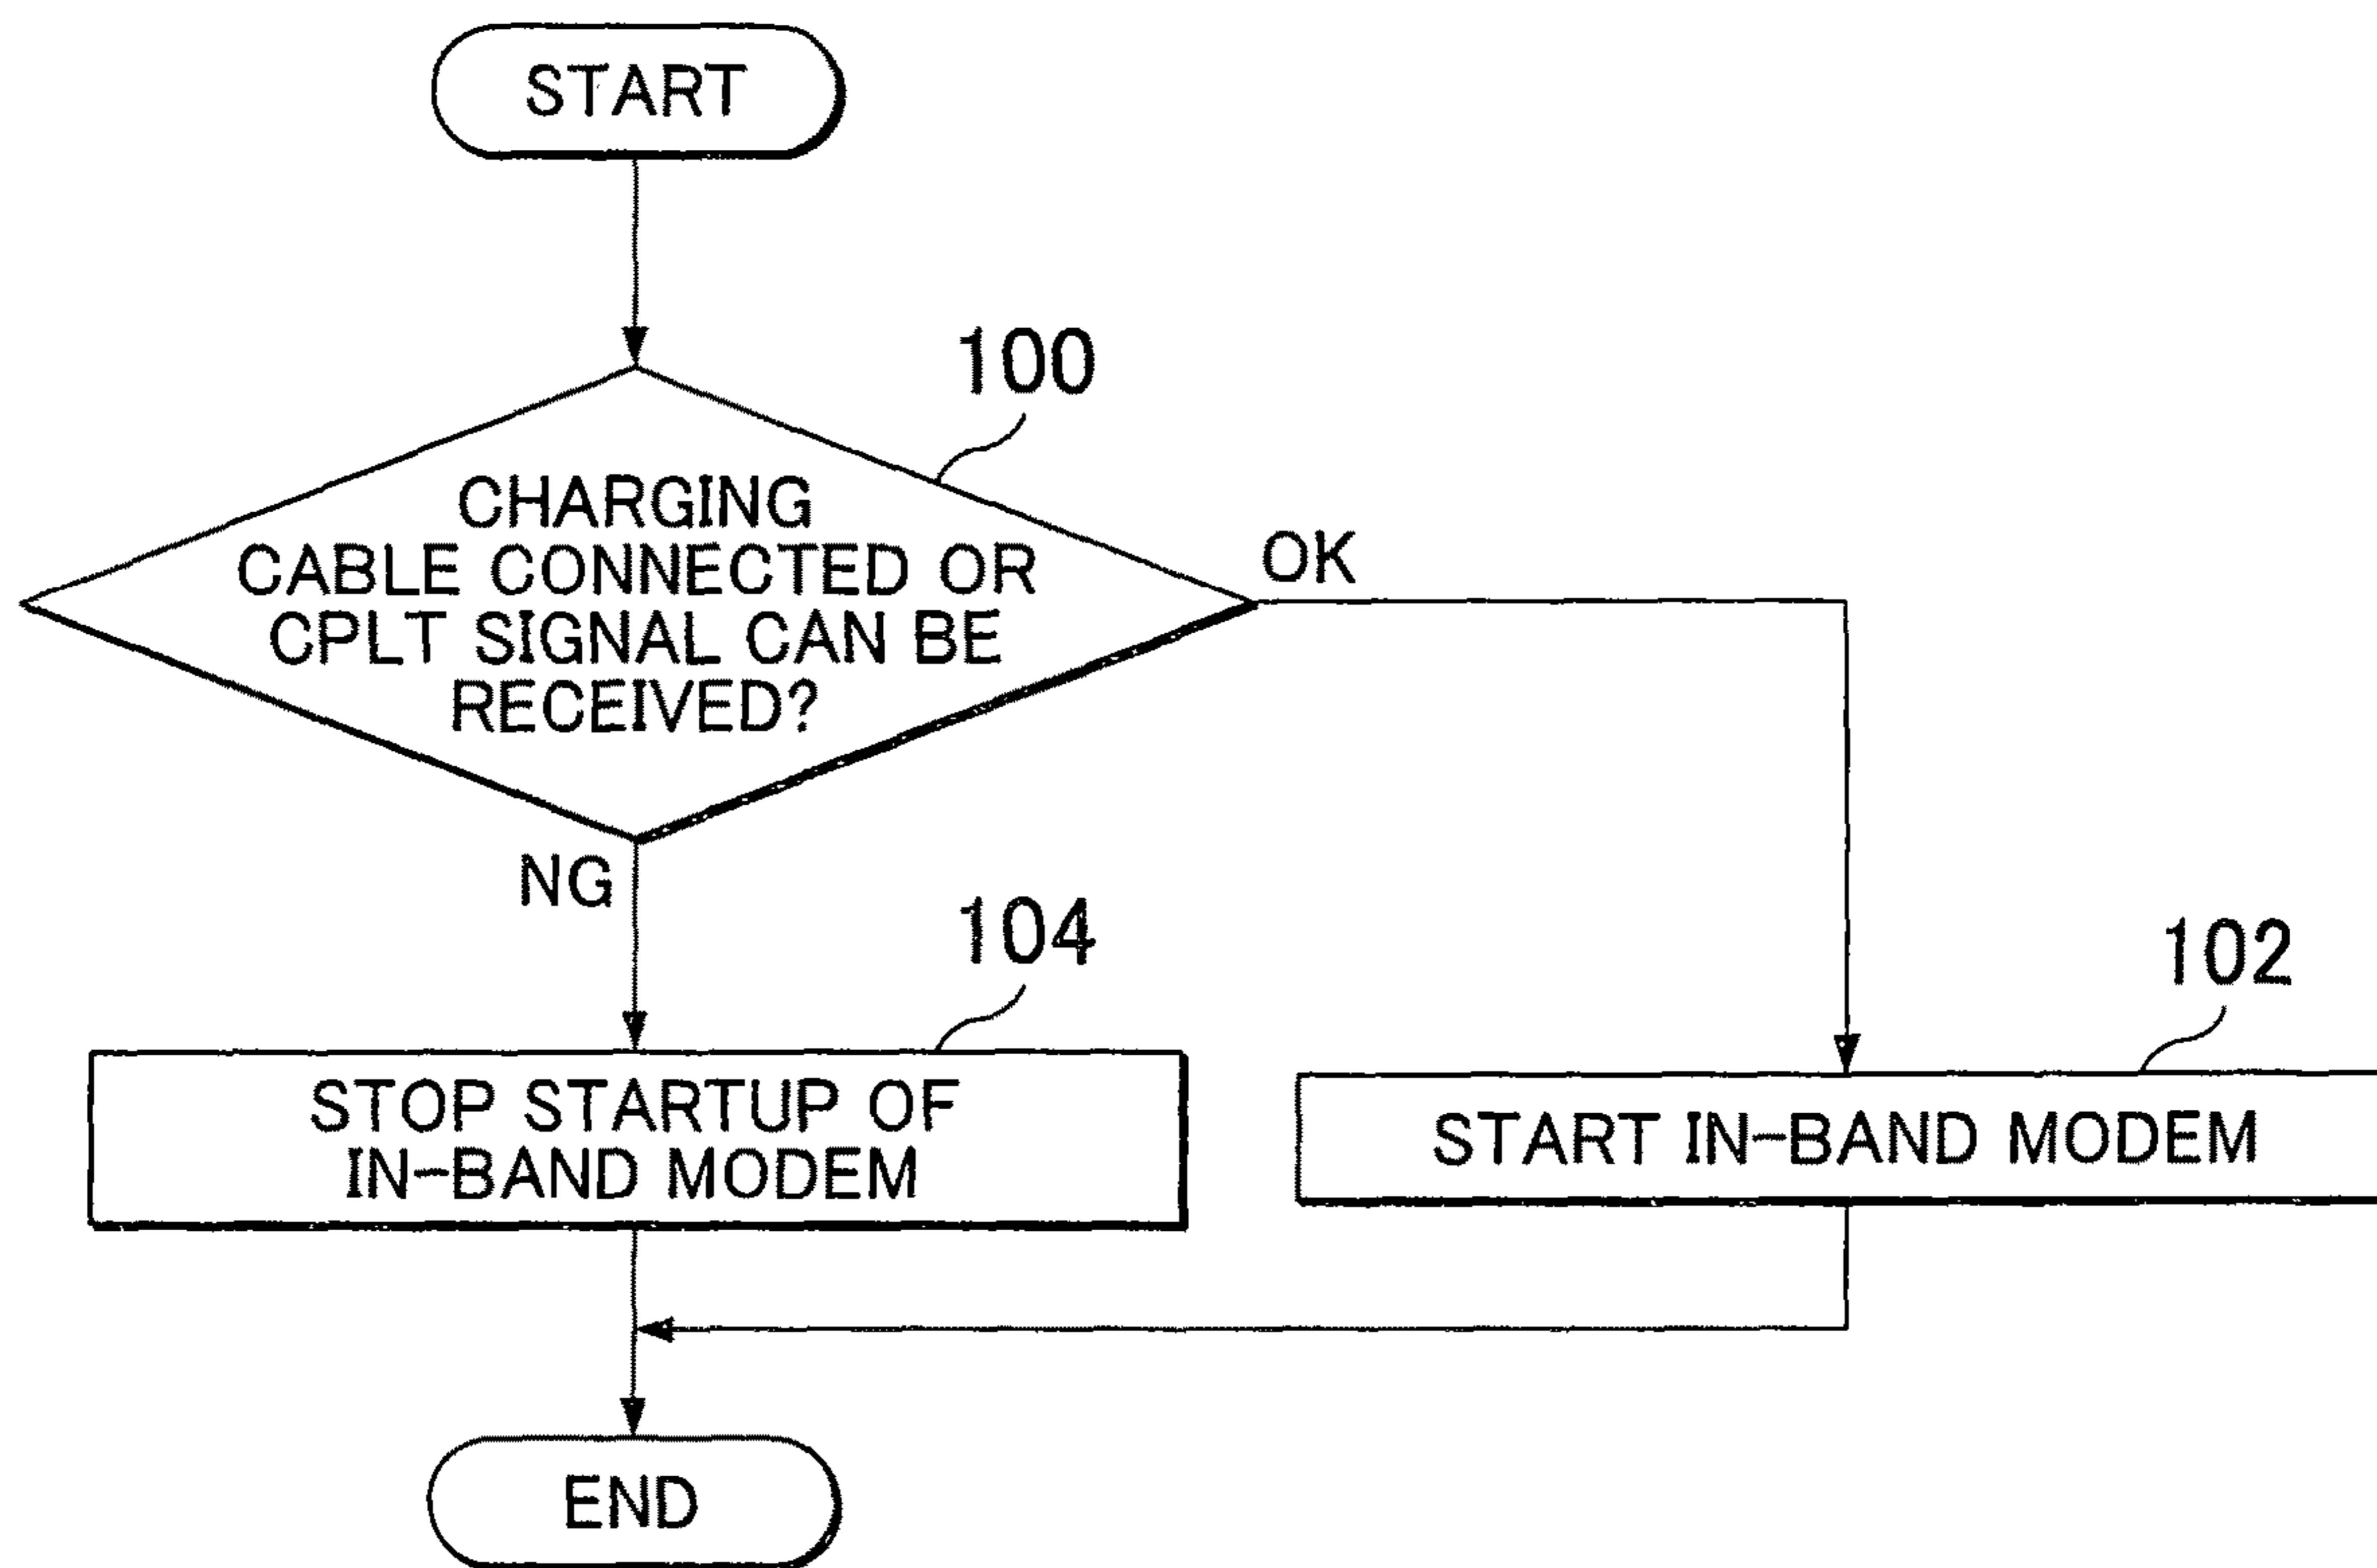 START
100
CHARGING
CABLE CONNECTED OR
CPLT SIGNAL CAN BE
RECEIVED?
OK
NG
104
102
STOP STARTUP OF
IN-BAND MODEM
START IN-BAND MODEM
END